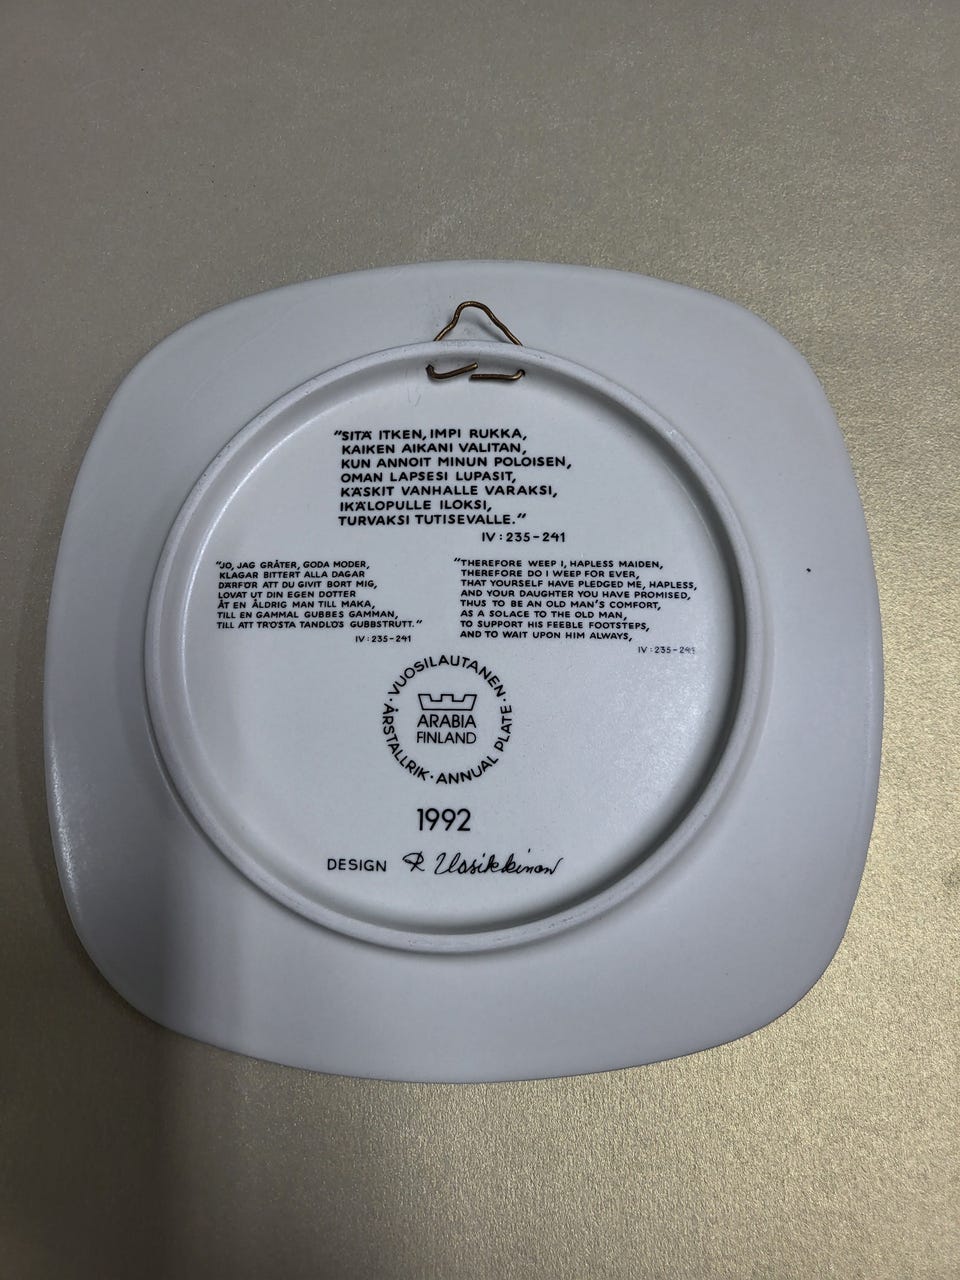 "SITÄ ITKEN, IMPI RUKKA,
KAIKEN AIKANI VALITAN,
KUN ANNOIT MINUN POLOISEN,
OMAN LAPSESI LUPASIT,
KÄSKIT VANHALLE VARAKSI,
IKÄLOPULLE ILOKSI,
TURVAKSI TUTISEVALLE."
IV : 235-241
"JO, JAG GRÅTER, GODA MODER,
KLAGAR BITTERT ALLA DAGAR
DÄRFÖR ATT DU GIVIT BORT MIG,
LOVAT UT DIN EGEN DOTTER
ÅT EN ÅLDRIG MAN TILL MAKA,
TILL EN GAMMAL GUBBES GAMMAN,
TILL ATT TRÖSTA TANDLÖS GUBBSTRUTT."
IV : 235-241
"THEREFORE WEEP I, HAPLESS MAIDEN,
THEREFORE DO I WEEP FOR EVER,
THAT YOURSELF HAVE PLEDGED ME, HAPLESS,
AND YOUR DAUGHTER YOU HAVE PROMISED,
THUS TO BE AN OLD MAN'S COMFORT,
AS A SOLACE TO THE OLD MAN,
TO SUPPORT HIS FEEBLE FOOTSTEPS,
AND TO WAIT UPON HIM ALWAYS,
IV : 235-241
· VUOSILAUTANEN · ANNUAL PLATE · ÅRSTALLRIK
ARABIA
FINLAND
1992
DESIGN R Uosikkinen